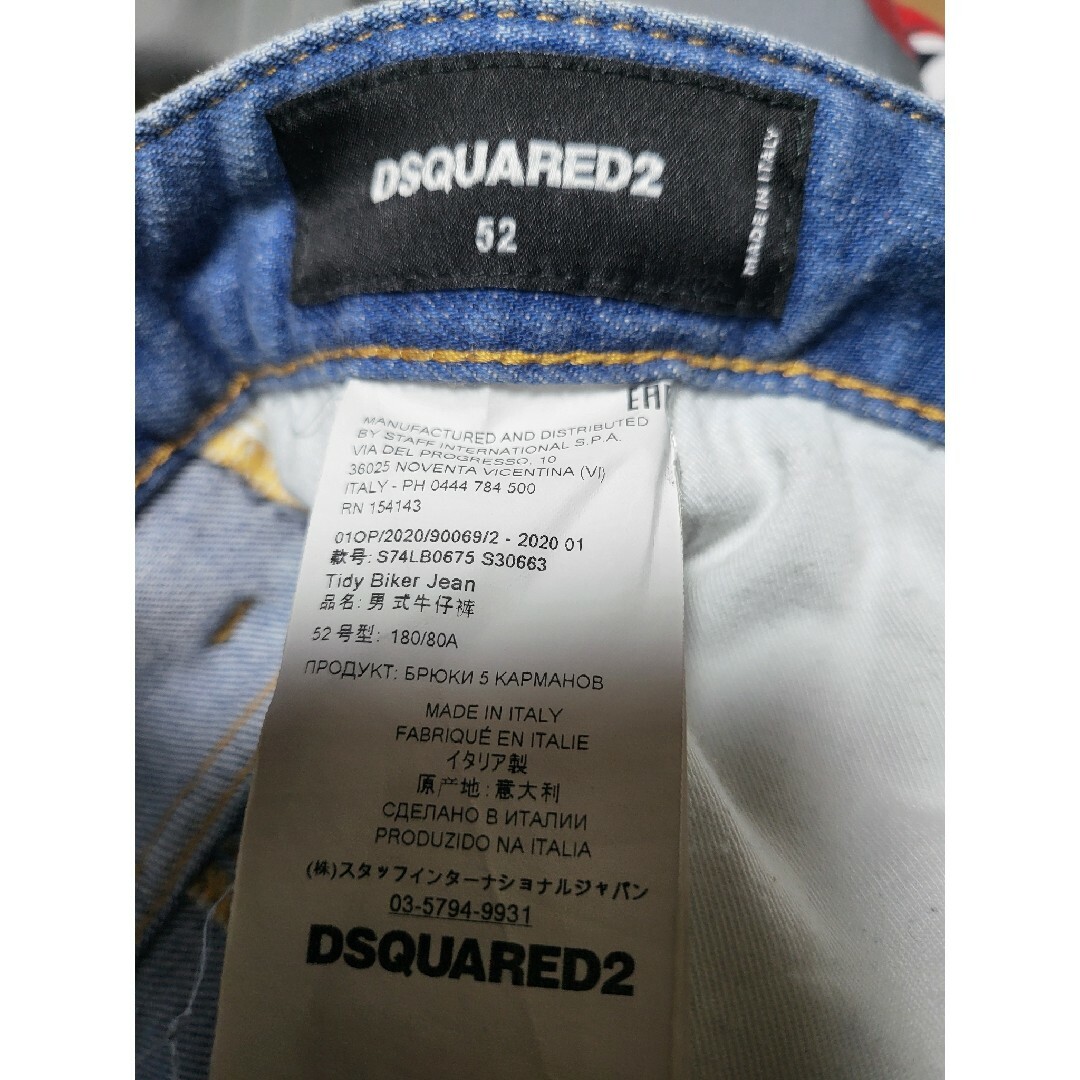 DSQUARED2
52
MADE IN ITALY
MANUFACTURED AND DISTRIBUTED
BY STAFF INTERNATIONAL S.P.A.
VIA DEL PROGRESSO, 10
36025 NOVENTA VICENTINA (VI)
ITALY - PH 0444 784 500
RN 154143
01OP/2020/90069/2 - 2020 01
款号: S74LB0675 S30663
Tidy Biker Jean
品名: 男式牛仔裤
52 号型: 180/80A
ПРОДУКТ: БРЮКИ 5 КАРМАНОВ
MADE IN ITALY
FABRIQUÉ EN ITALIE
イタリア製
原产地: 意大利
СДЕЛАНО В ИТАЛИИ
PRODUZIDO NA ITALIA
(株)スタッフインターナショナルジャパン
03-5794-9931
DSQUARED2